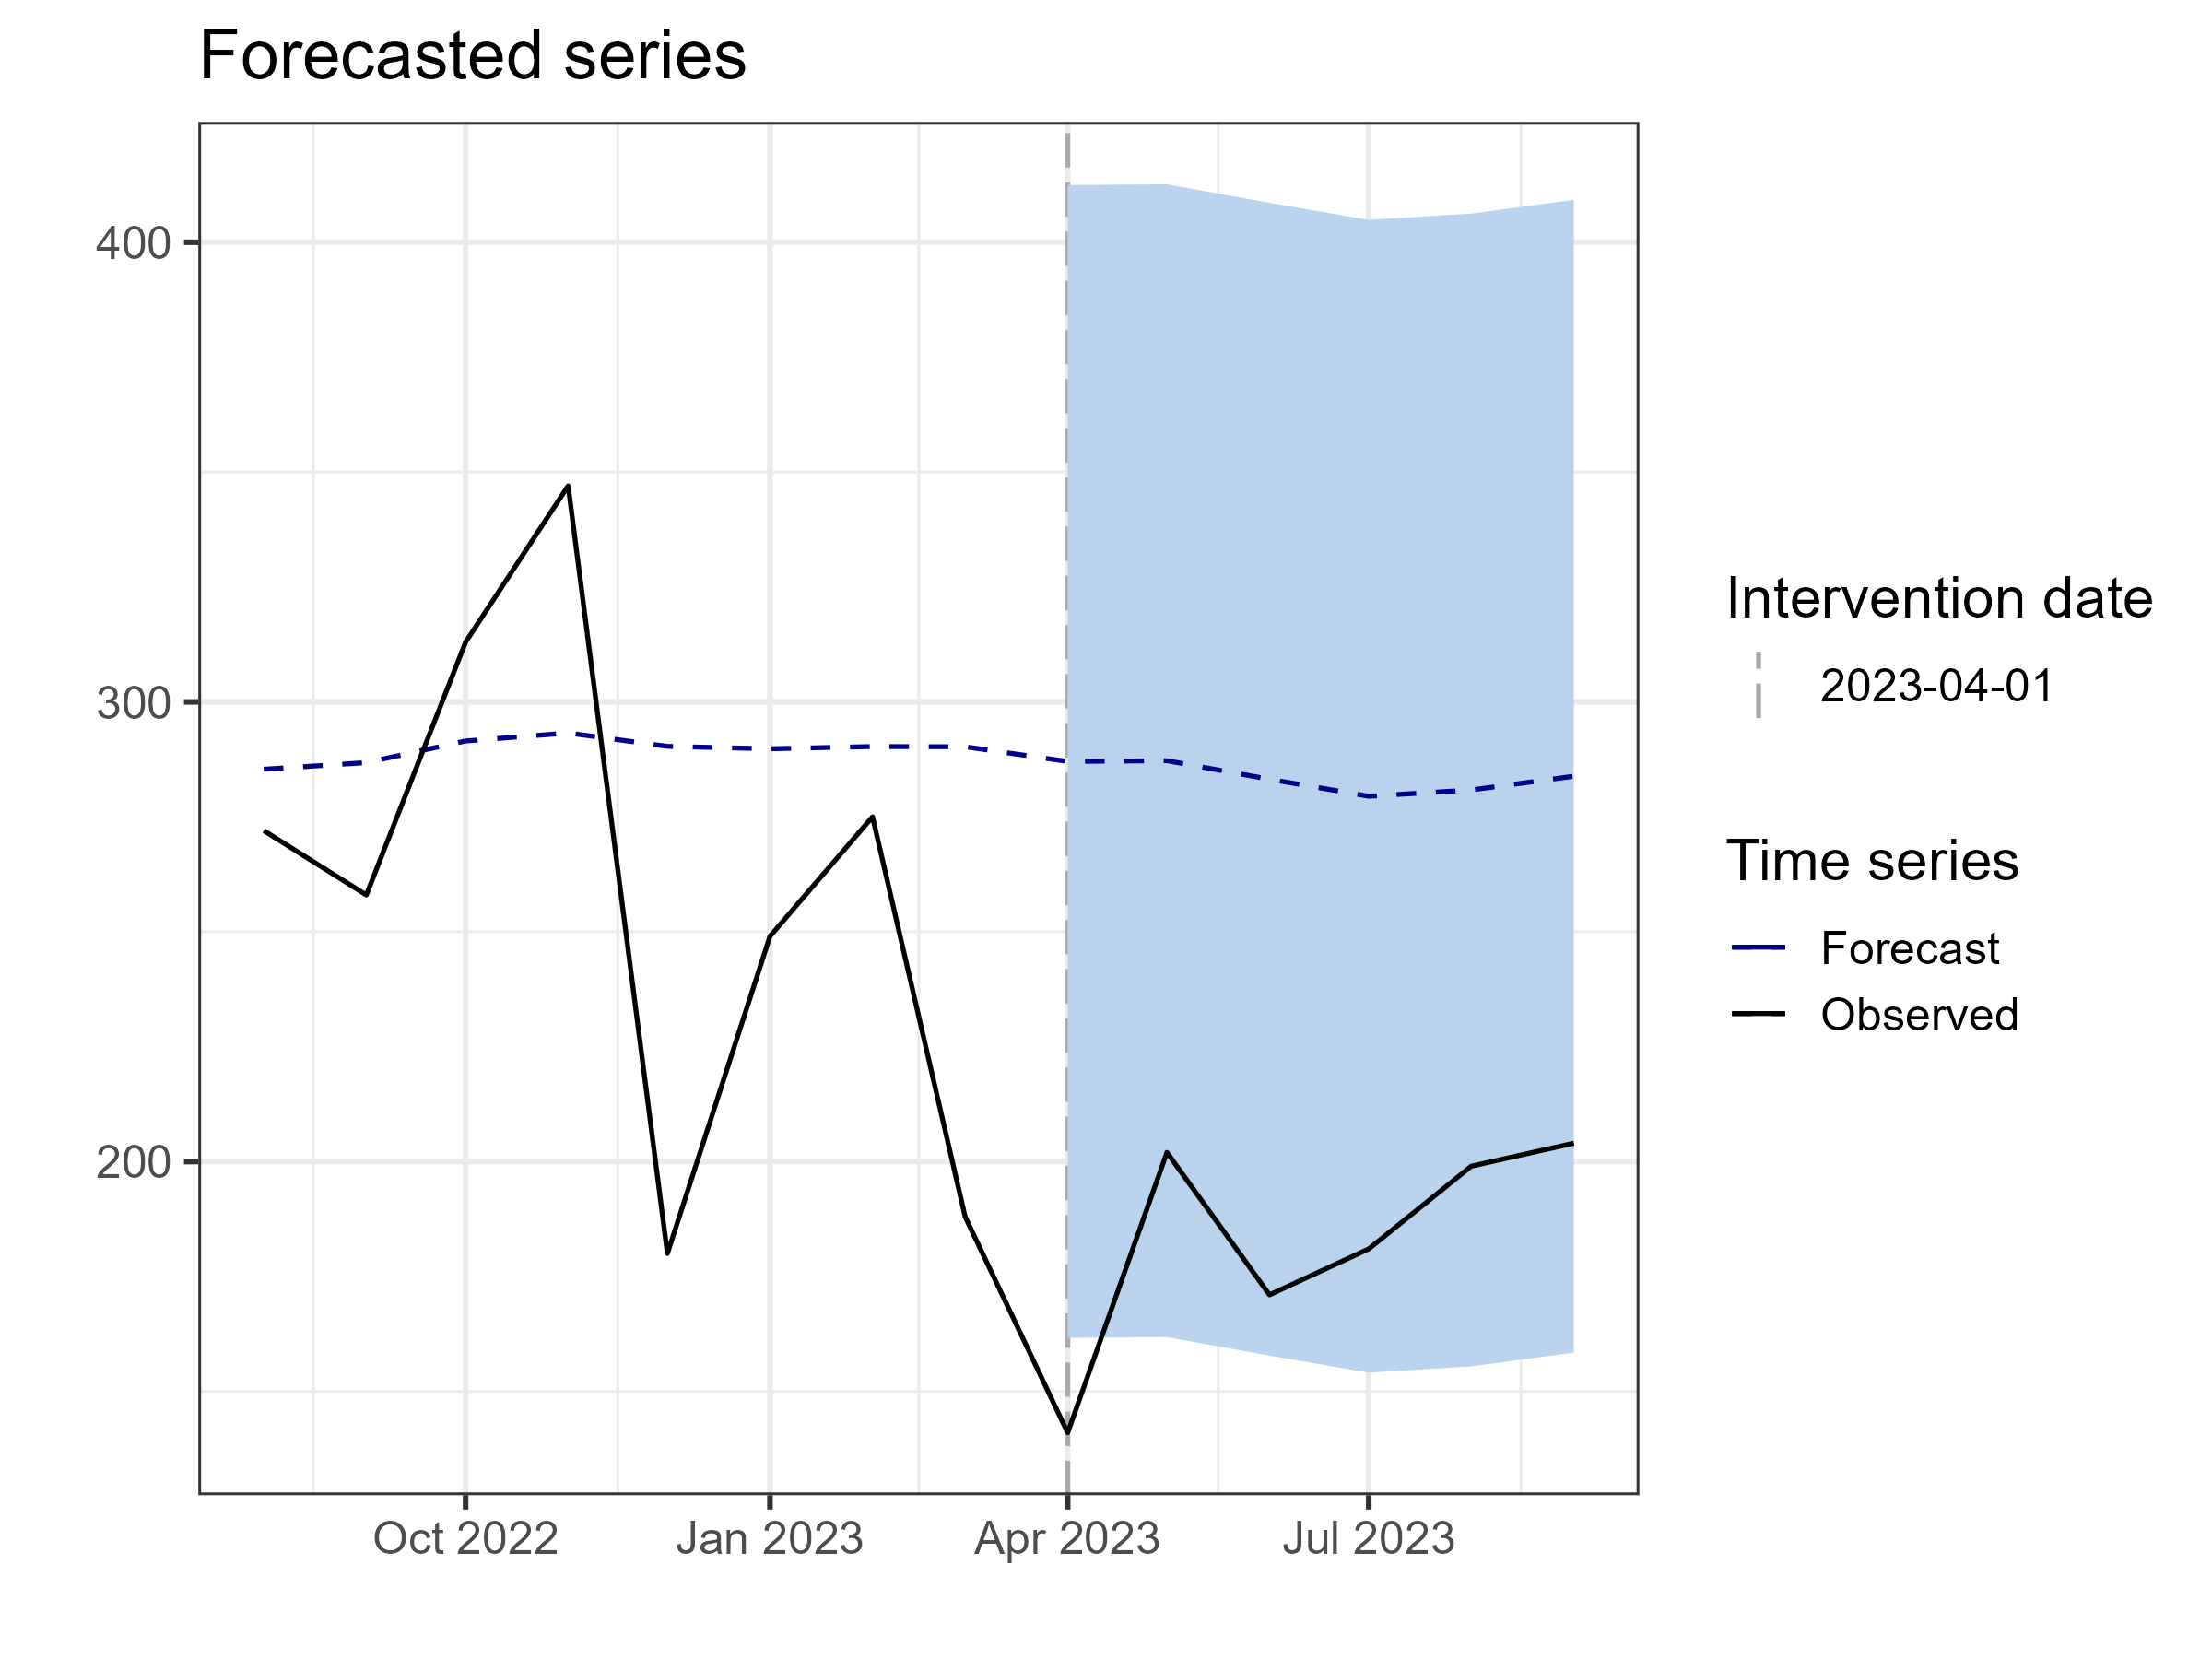 Forecasted series
400
300
200
Oct 2022
Jan 2023
Apr 2023
Jul 2023
Intervention date
2023-04-01
Time series
Forecast
Observed